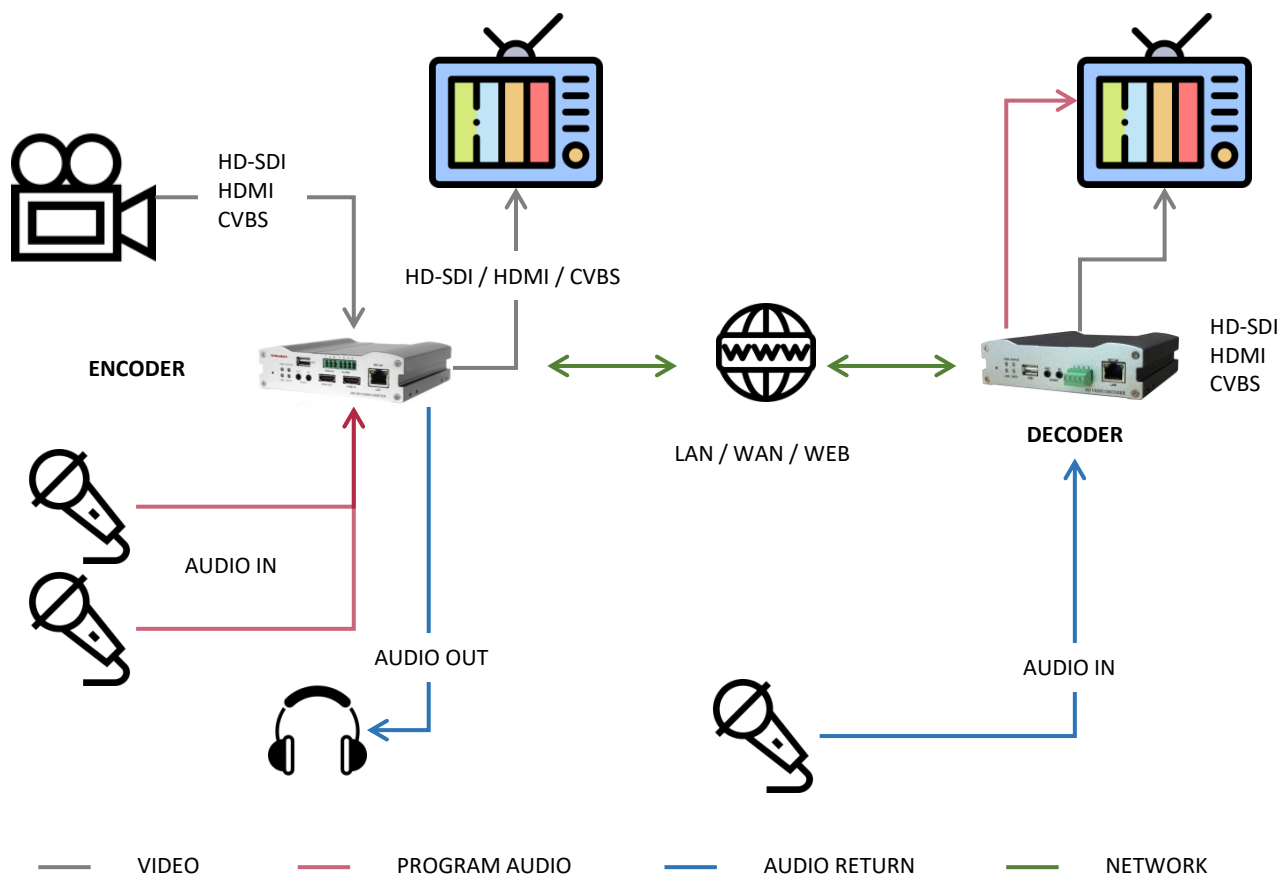 HD-SDI
HDMI
CVBS
HD-SDI / HDMI / CVBS
ENCODER
WWW
HD-SDI
HDMI
CVBS
DECODER
LAN / WAN / WEB
AUDIO IN
AUDIO OUT
AUDIO IN
VIDEO
PROGRAM AUDIO
AUDIO RETURN
NETWORK